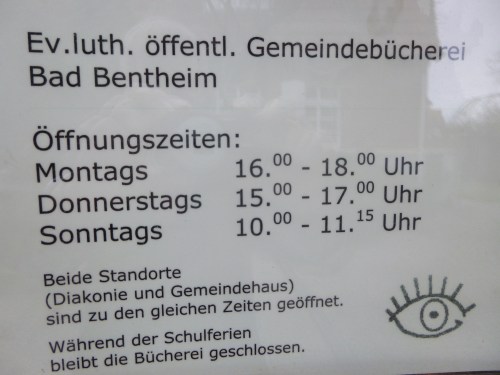 Ev.luth. öffentl. Gemeindebücherei
Bad Bentheim
Öffnungszeiten:
Montags 16.00 - 18.00 Uhr
Donnerstags 15.00 - 17.00 Uhr
Sonntags 10.00 - 11.15 Uhr
Beide Standorte
(Diakonie und Gemeindehaus)
sind zu den gleichen Zeiten geöffnet.
Während der Schulferien
bleibt die Bücherei geschlossen.